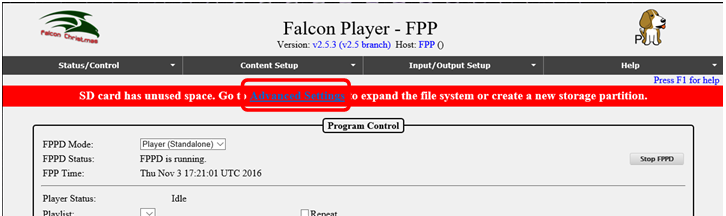 Falcon Christmas
Falcon Player - FPP
Version: v2.5.3 (v2.5 branch) Host: FPP ()
Status/Control
Content Setup
Input/Output Setup
Help
Press F1 for help
SD card has unused space. Go to Advanced Settings to expand the file system or create a new storage partition.
Program Control
FPPD Mode: Player (Standalone)
FPPD Status: FPPD is running. Stop FPPD
FPP Time: Thu Nov 3 17:21:01 UTC 2016
Player Status: Idle
Playlist: Repeat